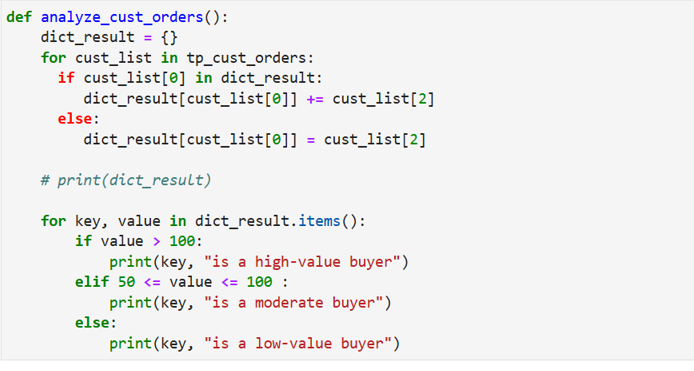 def analyze_cust_orders():
    dict_result = {}
    for cust_list in tp_cust_orders:
      if cust_list[0] in dict_result:
         dict_result[cust_list[0]] += cust_list[2]
      else:
         dict_result[cust_list[0]] = cust_list[2]
    # print(dict_result)
    for key, value in dict_result.items():
        if value > 100:
            print(key, "is a high-value buyer")
        elif 50 <= value <= 100 :
            print(key, "is a moderate buyer")
        else:
            print(key, "is a low-value buyer")